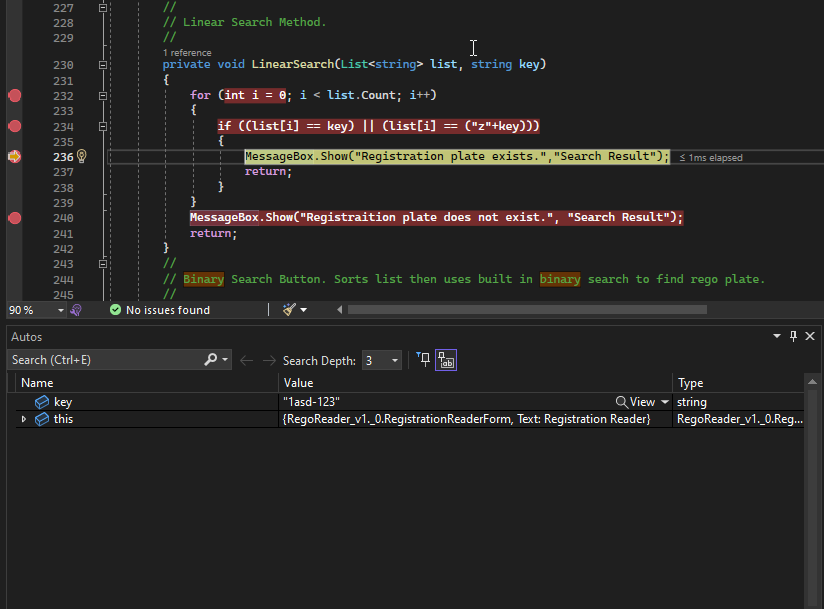 227 //
228 // Linear Search Method.
229 //
1 reference
230 private void LinearSearch(List<string> list, string key)
231 {
232 for (int i = 0; i < list.Count; i++)
233 {
234 if ((list[i] == key) || (list[i] == ("z"+key)))
235 {
236 MessageBox.Show("Registration plate exists.","Search Result"); ≤ 1ms elapsed
237 return;
238 }
239 }
240 MessageBox.Show("Registraition plate does not exist.", "Search Result");
241 return;
242 }
243 //
244 // Binary Search Button. Sorts list then uses built in binary search to find rego plate.
245 //
90 % No issues found
Autos
Search (Ctrl+E) Search Depth: 3
Name Value Type
key "1asd-123" View string
this {RegoReader_v1._0.RegistrationReaderForm, Text: Registration Reader} RegoReader_v1._0.Reg...